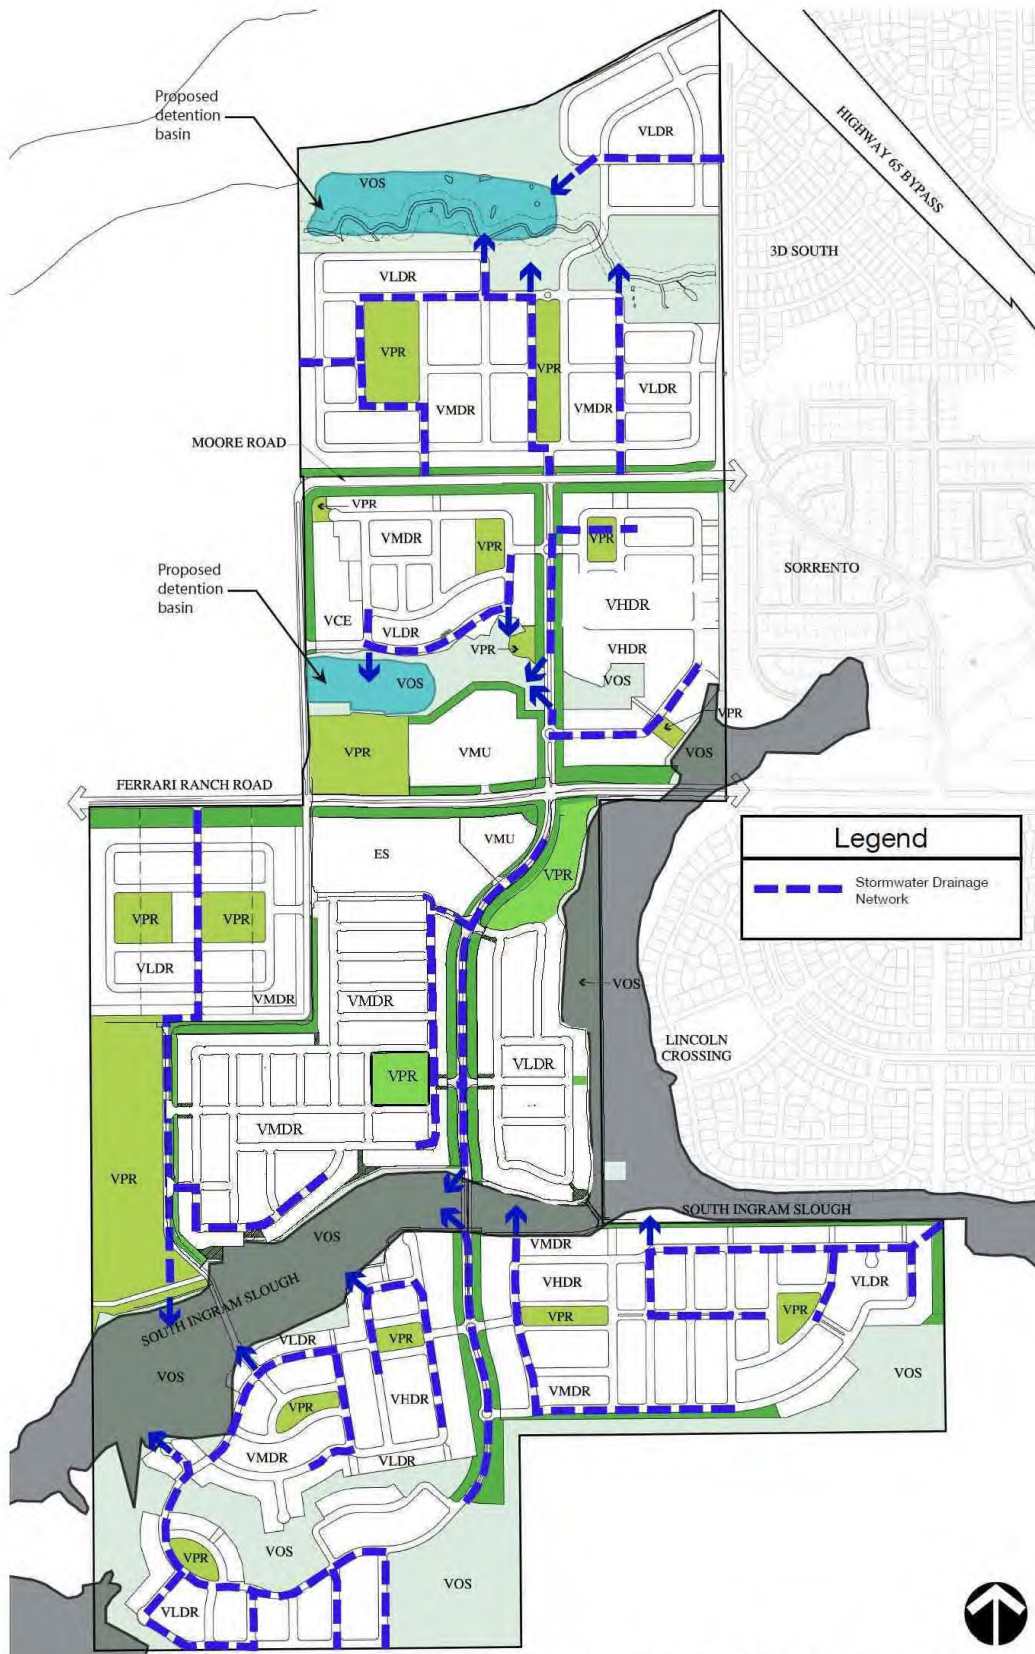 Proposed
detention
basin
VLDR
HIGHWAY 65 BYPASS
VOS
3D SOUTH
VLDR
VPR
VPR
VLDR
VMDR
VMDR
MOORE ROAD
VPR
VMDR
VPR
VPR
SORRENTO
Proposed
detention
basin
VHDR
VCE
VLDR
VPR
VHDR
VOS
VOS
VPR
VPR
VMU
VOS
FERRARI RANCH ROAD
Legend
Stormwater Drainage
Network
ES
VMU
VPR
VPR
VPR
VLDR
VMDR
VMDR
VOS
LINCOLN
CROSSING
VLDR
VPR
VMDR
VPR
SOUTH INGRAM SLOUGH
VOS
VMDR
VHDR
VLDR
SOUTH INGRAM SLOUGH
VPR
VPR
VLDR
VPR
VOS
VOS
VHDR
VMDR
VPR
VMDR
VLDR
VOS
VPR
VOS
VLDR